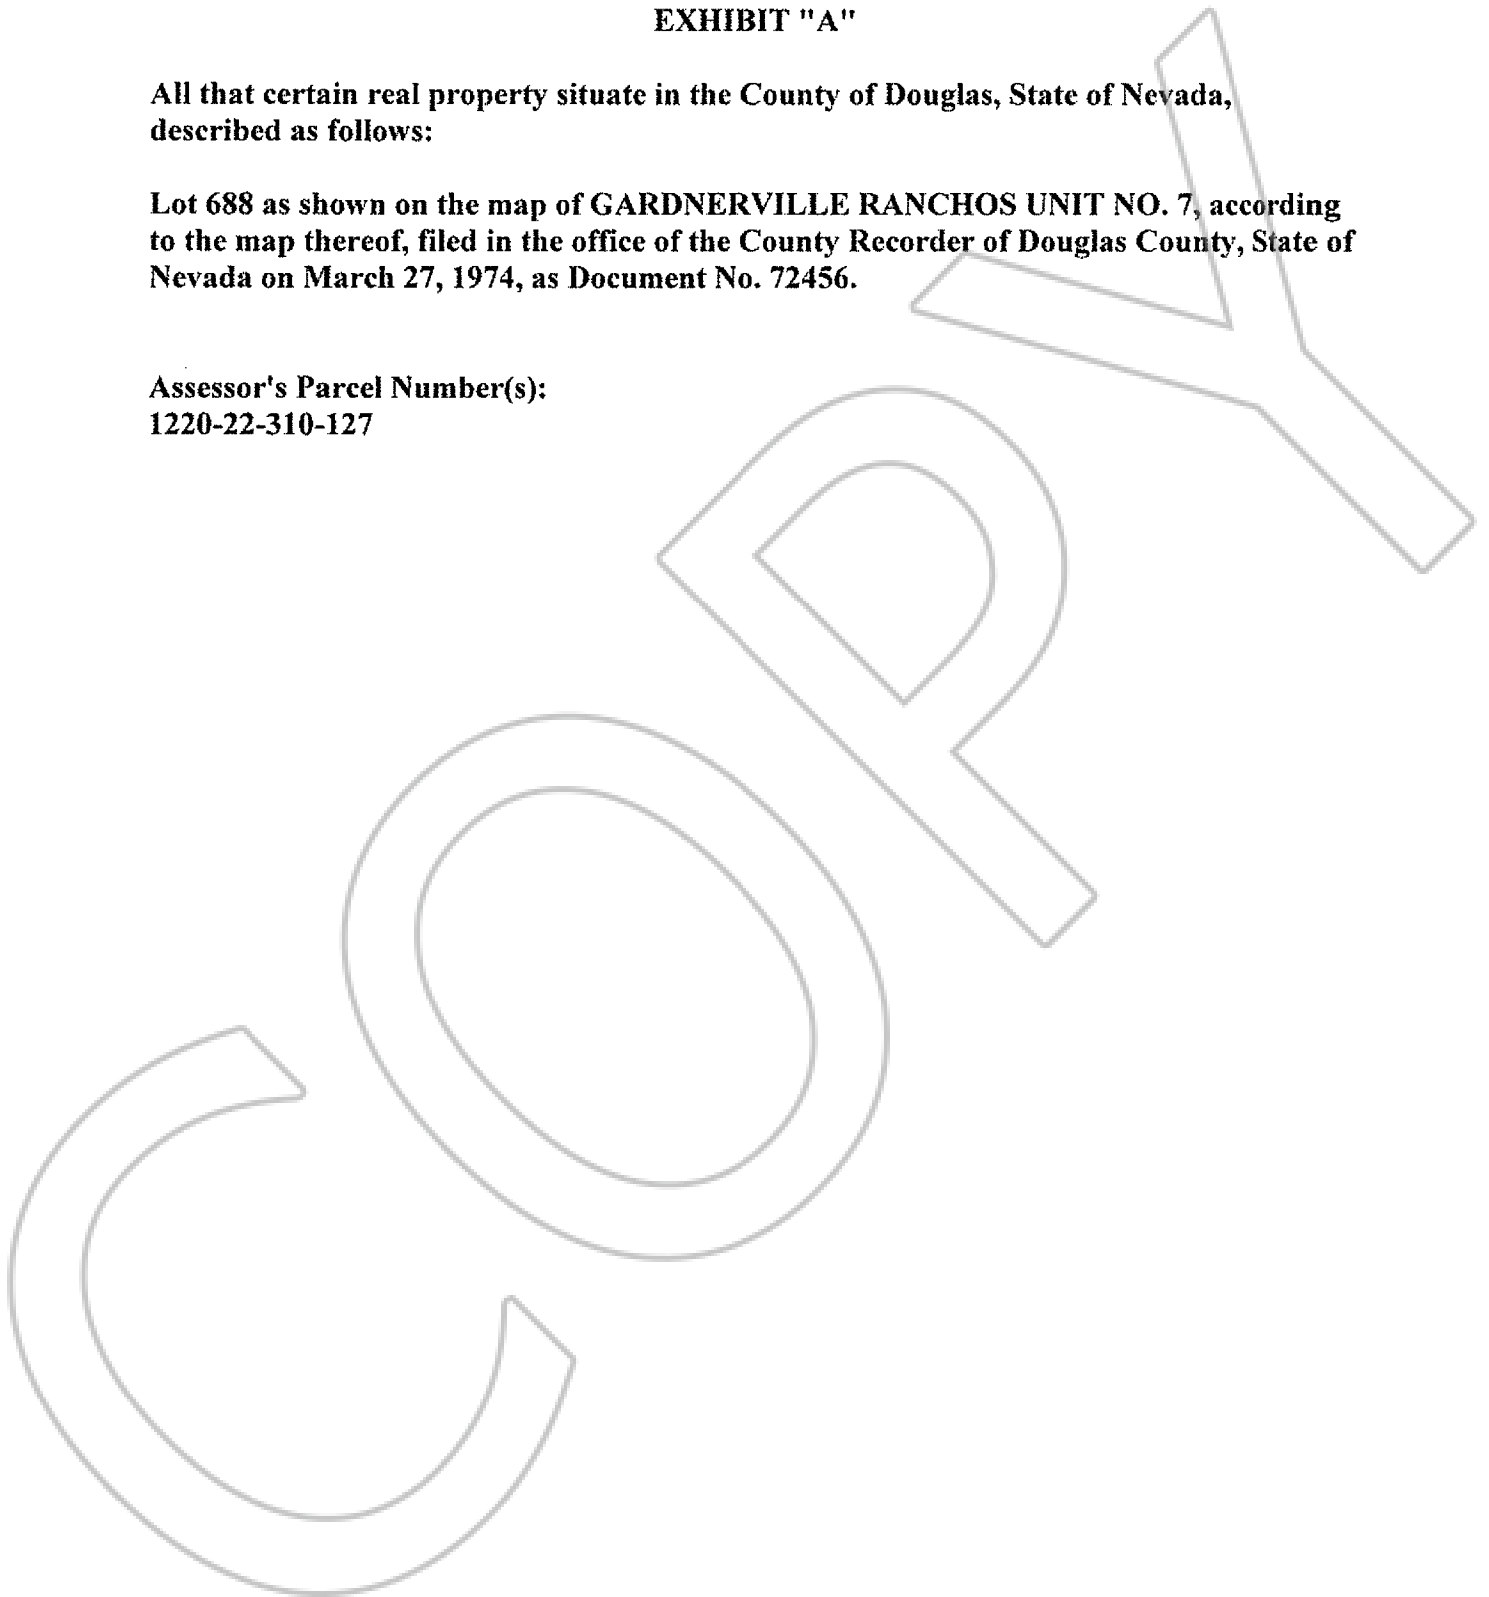 EXHIBIT "A"
All that certain real property situate in the County of Douglas, State of Nevada,
described as follows:
Lot 688 as shown on the map of GARDNERVILLE RANCHOS UNIT NO. 7, according
to the map thereof, filed in the office of the County Recorder of Douglas County, State of
Nevada on March 27, 1974, as Document No. 72456.
Assessor's Parcel Number(s):
1220-22-310-127
COPY